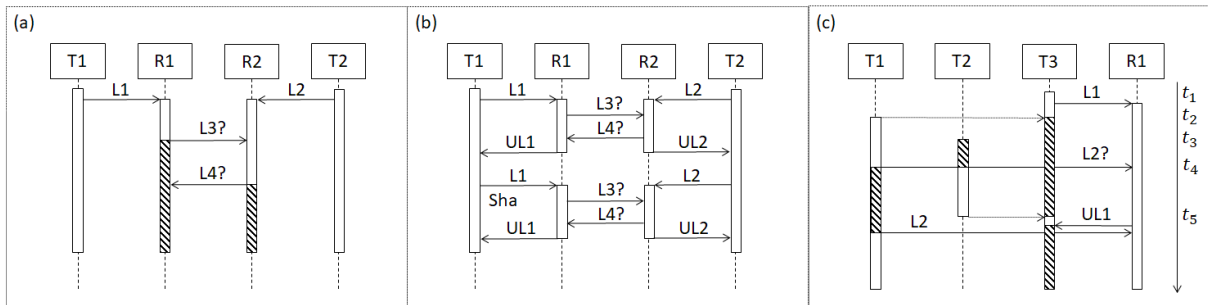 (a)
T1 R1 R2 T2
L1 L2
L3?
L4?
(b)
T1 R1 R2 T2
L1 L3? L2
L4?
UL1 UL2
L1 L3? L2
Sha L4?
UL1 UL2
(c)
T1 T2 T3 R1
L1 t₁
t₂
t₃
L2? t₄
L2 UL1 t₅